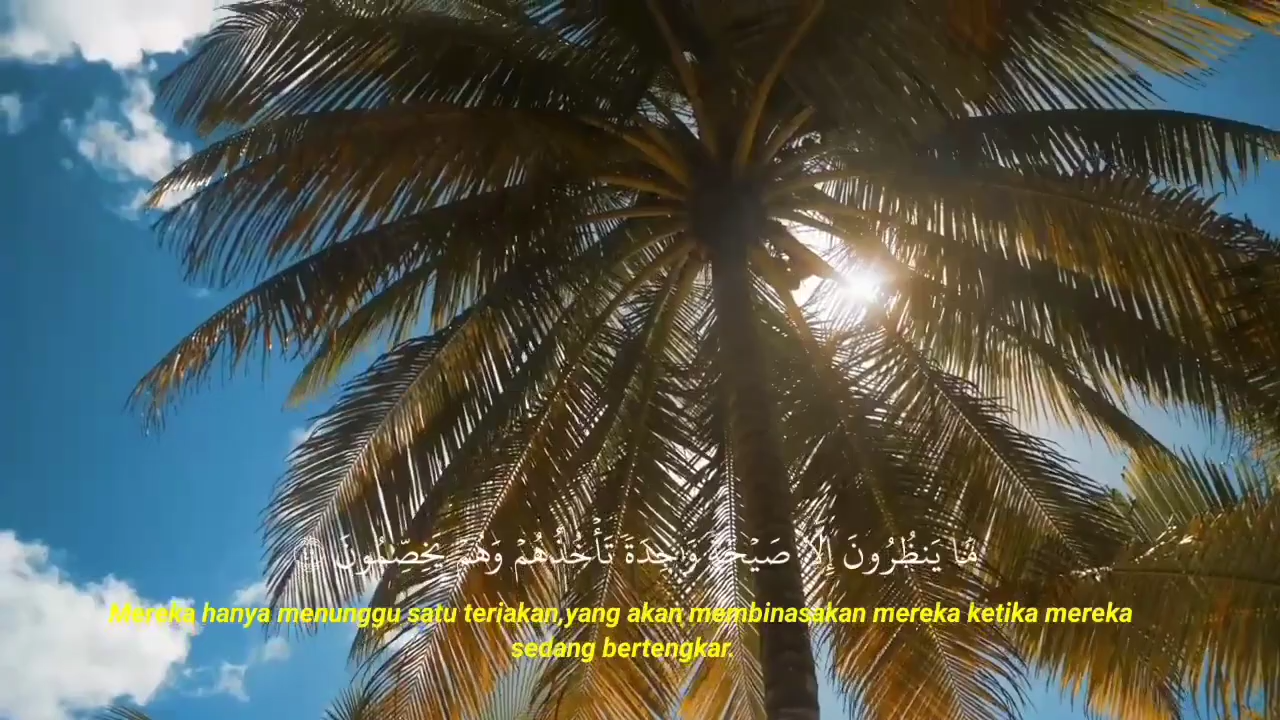 مَا يَنظُرُونَ إِلَّا صَيْحَةً وَاحِدَةً تَأْخُذُهُمْ وَهُمْ يَخِصِّمُونَ
Mereka hanya menunggu satu teriakan,yang akan membinasakan mereka ketika mereka
sedang bertengkar.